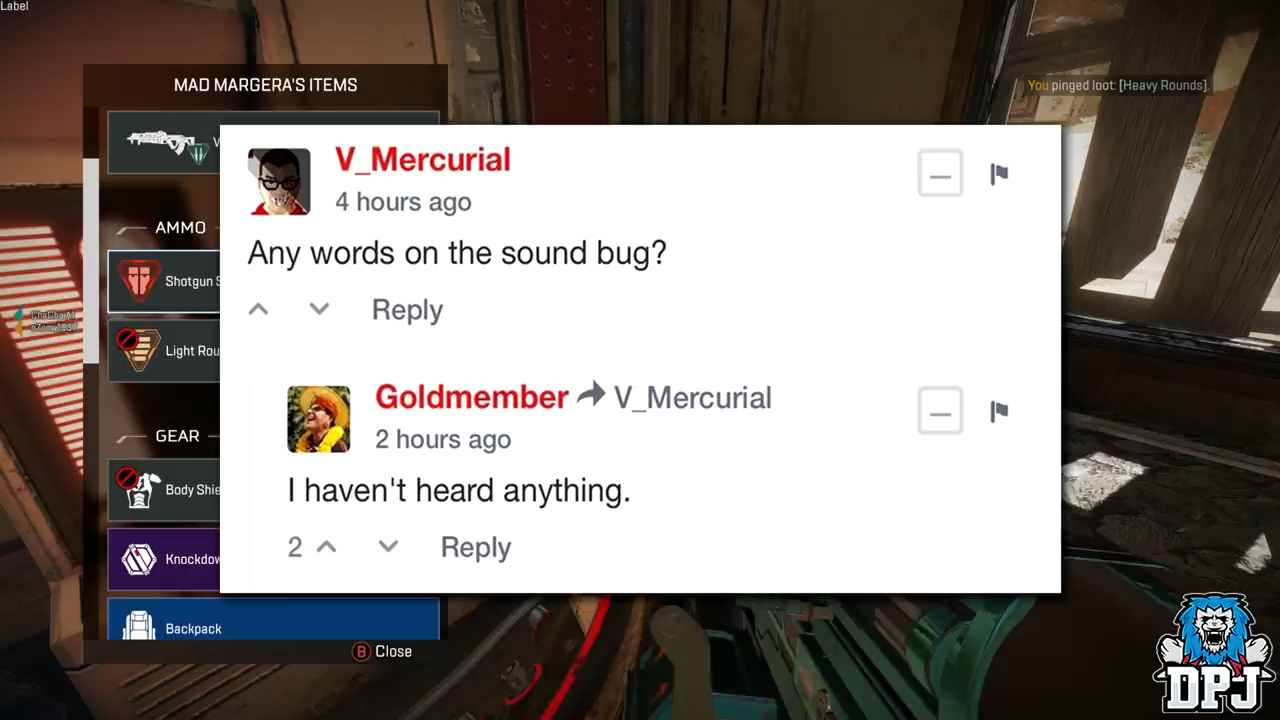 Label
MAD MARGERA'S ITEMS
You pinged loot: [Heavy Rounds].
V_Mercurial
4 hours ago
Any words on the sound bug?
Reply
Goldmember V_Mercurial
2 hours ago
I haven't heard anything.
2 Reply
AMMO
Shotgun S
Light Rou
GEAR
Body Shie
Knockdow
Backpack
B Close
DPJ